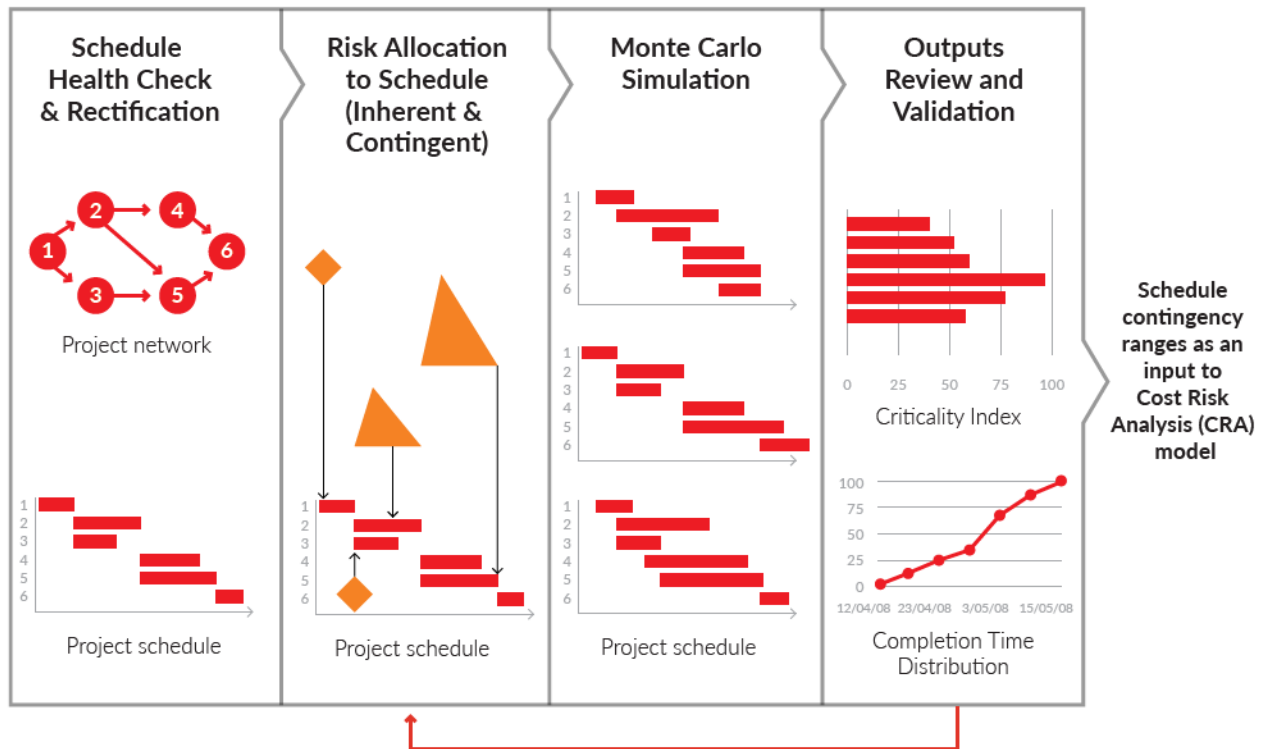 Schedule
Health Check
& Rectification
1
2
4
3
5
6
Project network
1
2
3
4
5
6
Project schedule
Risk Allocation
to Schedule
(Inherent &
Contingent)
1
2
3
4
5
6
Project schedule
Monte Carlo
Simulation
1
2
3
4
5
6
1
2
3
4
5
6
1
2
3
4
5
6
Project schedule
Outputs
Review and
Validation
0 25 50 75 100
Criticality Index
100
75
50
25
0
12/04/08 23/04/08 3/05/08 15/05/08
Completion Time
Distribution
Schedule
contingency
ranges as an
input to
Cost Risk
Analysis (CRA)
model